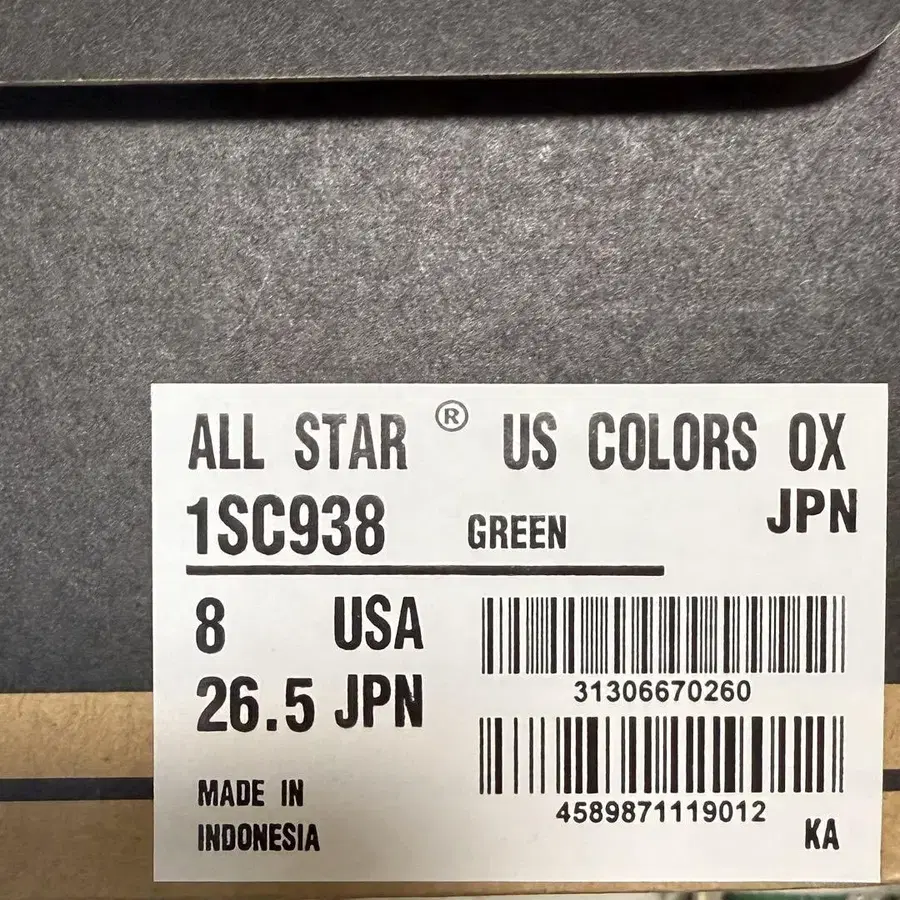 ALL STAR ® US COLORS OX
1SC938 GREEN JPN
8 USA
26.5 JPN
31306670260
4589871119012
MADE IN
INDONESIA
KA